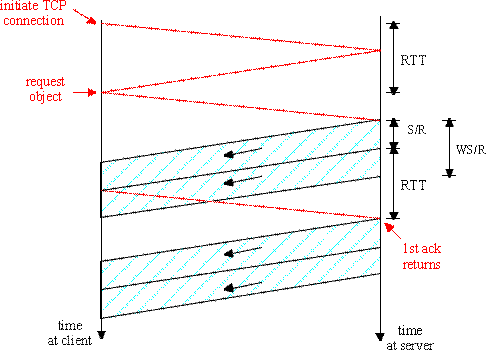 initiate TCP
connection
RTT
request
object
S/R
WS/R
RTT
1st ack
returns
time
at client
time
at server